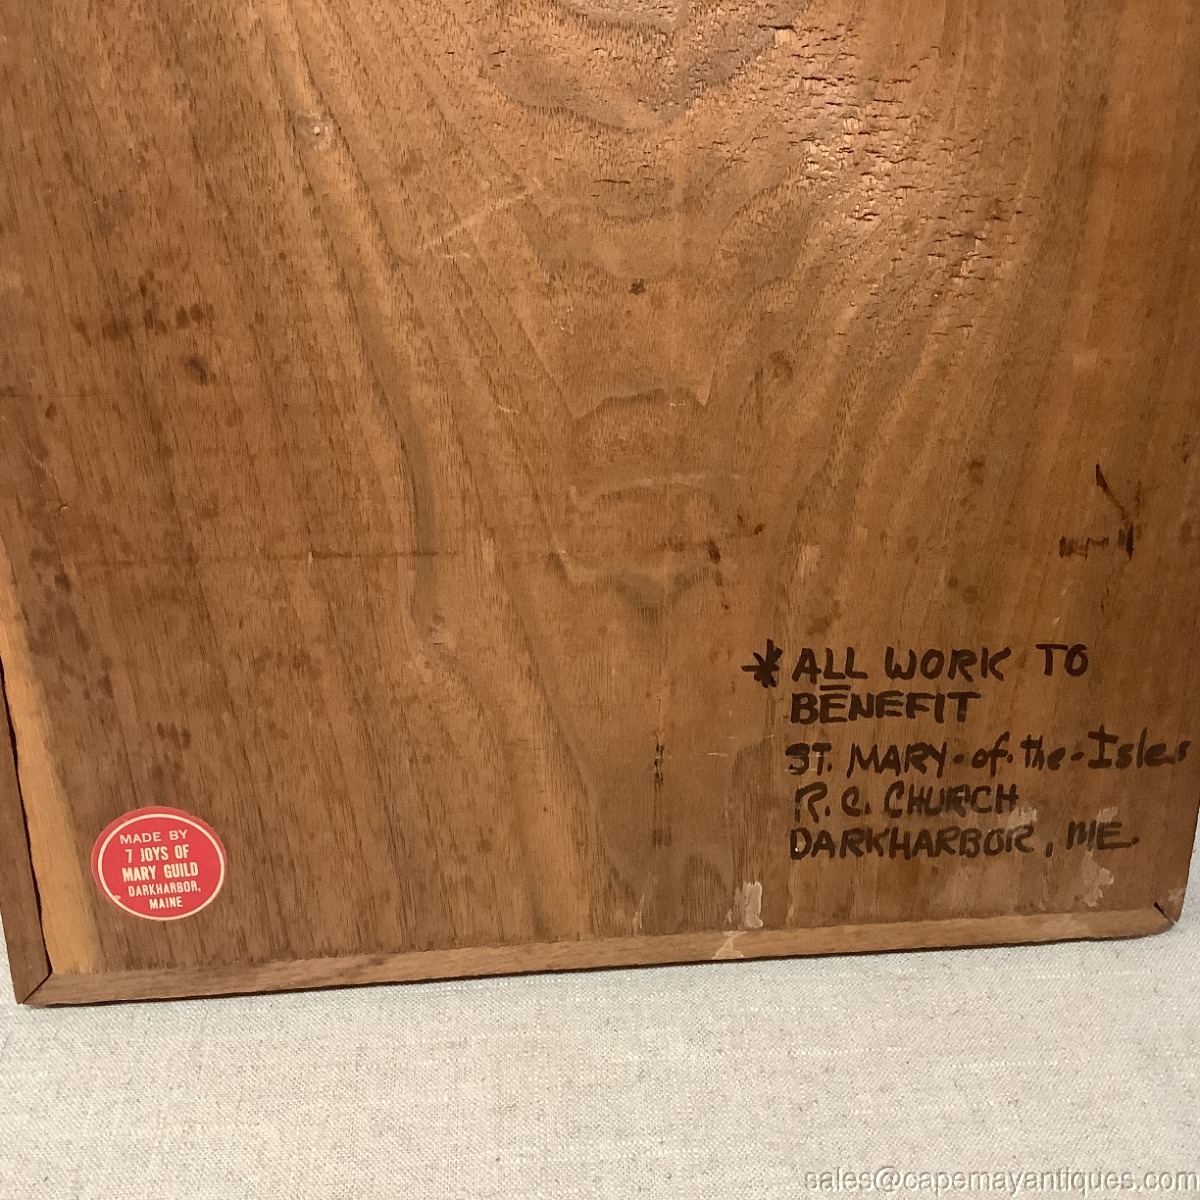 * ALL WORK TO
BENEFIT
ST. MARY-of-the-Isles
R.C. CHURCH
DARKHARBOR, ME.
MADE BY
7 JOYS OF
MARY GUILD
DARKHARBOR,
MAINE
sales@capemayantiques.com